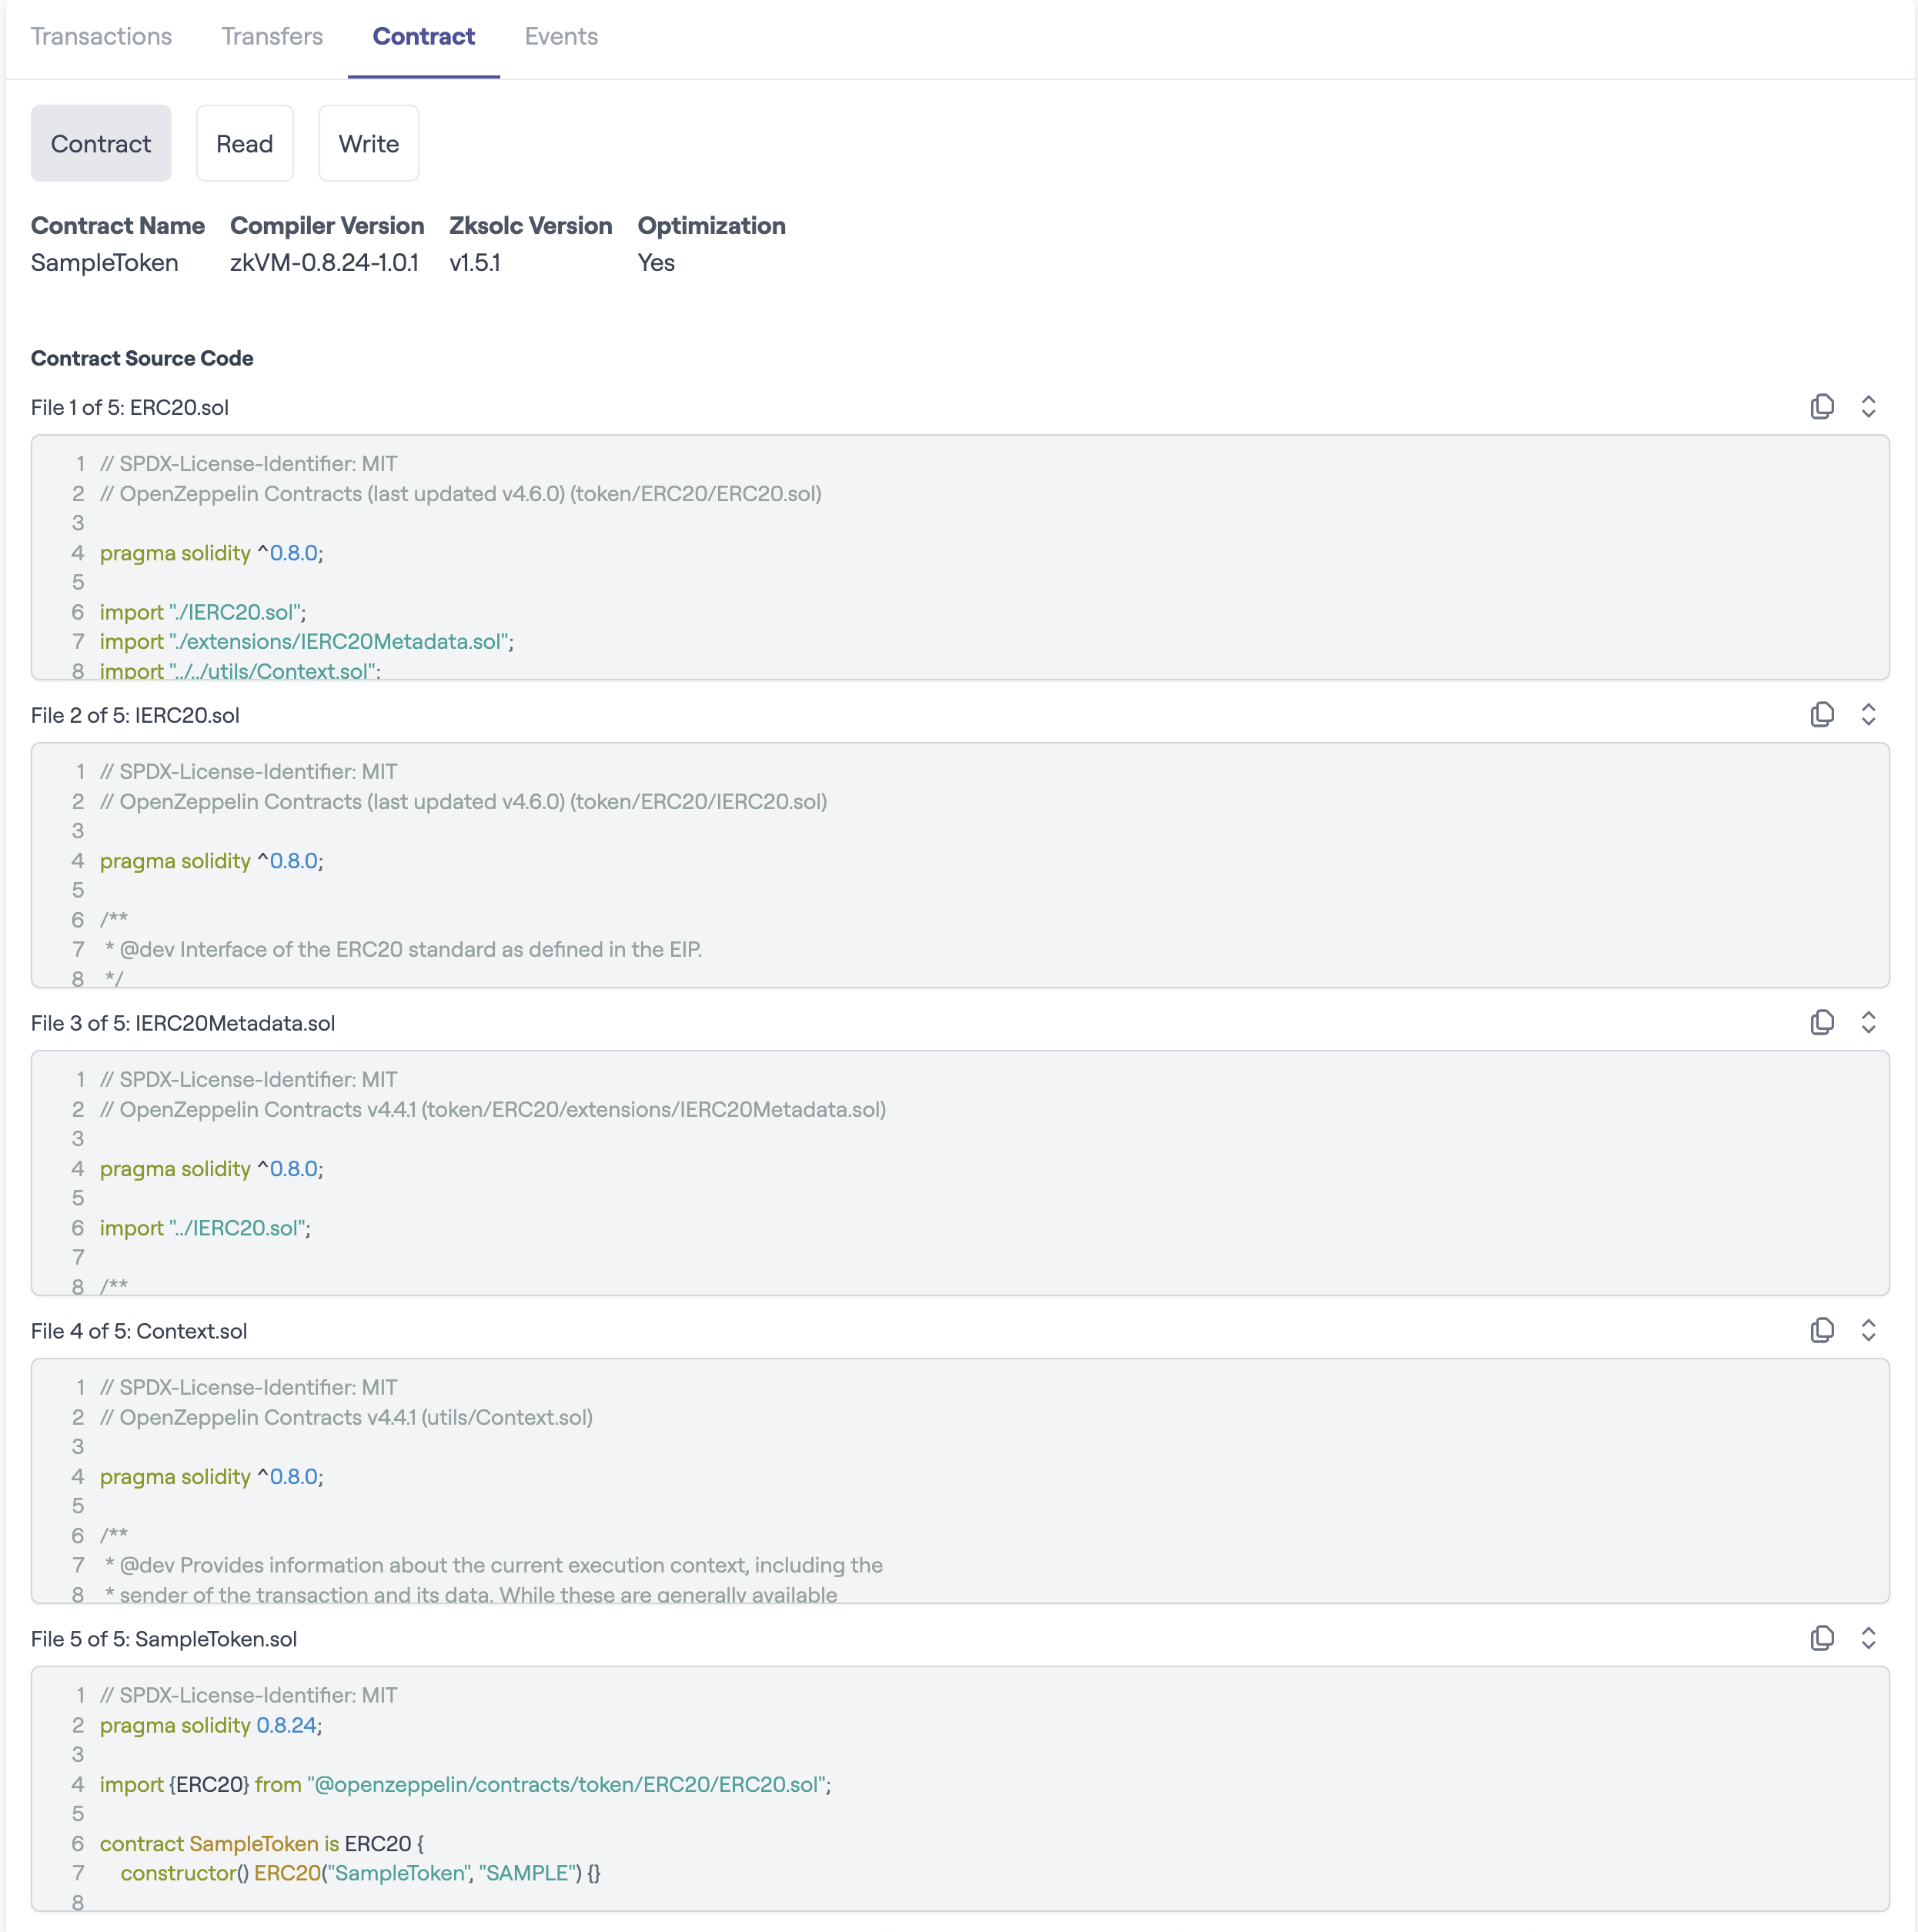 Transactions Transfers Contract Events
Contract Read Write
Contract Name Compiler Version Zksolc Version Optimization
SampleToken zkVM-0.8.24-1.0.1 v1.5.1 Yes
Contract Source Code
File 1 of 5: ERC20.sol
1 // SPDX-License-Identifier: MIT
2 // OpenZeppelin Contracts (last updated v4.6.0) (token/ERC20/ERC20.sol)
3
4 pragma solidity ^0.8.0;
5
6 import "./IERC20.sol";
7 import "./extensions/IERC20Metadata.sol";
8 import "../../utils/Context.sol";
File 2 of 5: IERC20.sol
1 // SPDX-License-Identifier: MIT
2 // OpenZeppelin Contracts (last updated v4.6.0) (token/ERC20/IERC20.sol)
3
4 pragma solidity ^0.8.0;
5
6 /**
7 * @dev Interface of the ERC20 standard as defined in the EIP.
8 */
File 3 of 5: IERC20Metadata.sol
1 // SPDX-License-Identifier: MIT
2 // OpenZeppelin Contracts v4.4.1 (token/ERC20/extensions/IERC20Metadata.sol)
3
4 pragma solidity ^0.8.0;
5
6 import "../IERC20.sol";
7
8 /**
File 4 of 5: Context.sol
1 // SPDX-License-Identifier: MIT
2 // OpenZeppelin Contracts v4.4.1 (utils/Context.sol)
3
4 pragma solidity ^0.8.0;
5
6 /**
7 * @dev Provides information about the current execution context, including the
8 * sender of the transaction and its data. While these are generally available
File 5 of 5: SampleToken.sol
1 // SPDX-License-Identifier: MIT
2 pragma solidity 0.8.24;
3
4 import {ERC20} from "@openzeppelin/contracts/token/ERC20/ERC20.sol";
5
6 contract SampleToken is ERC20 {
7 constructor() ERC20("SampleToken", "SAMPLE") {}
8